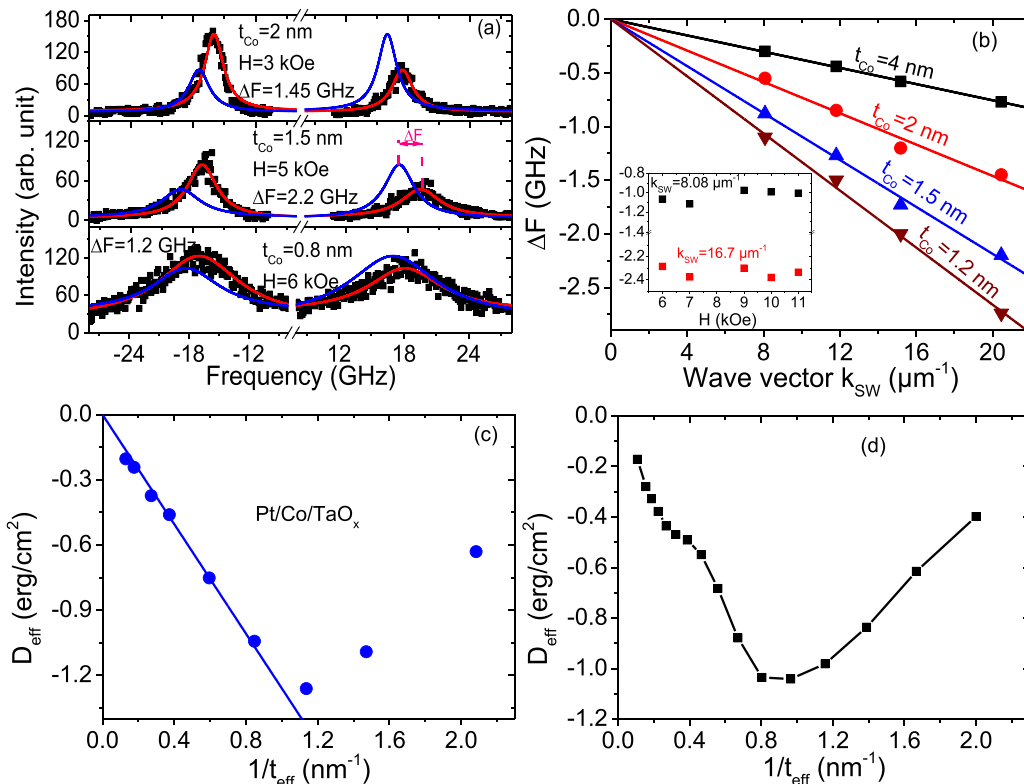 (a)
t_Co=2 nm
H=3 kOe
ΔF=1.45 GHz
t_Co=1.5 nm
H=5 kOe
ΔF=2.2 GHz
ΔF
ΔF=1.2 GHz
t_Co=0.8 nm
H=6 kOe
160
120
80
40
0
120
100
80
60
40
20
0
180
120
60
0
-24
-18
-12
12
18
24
Intensity (arb. unit)
Frequency (GHz)
(b)
0.0
-0.5
-1.0
-1.5
-2.0
-2.5
ΔF (GHz)
t_Co=4 nm
t_Co=2 nm
t_Co=1.5 nm
t_Co=1.2 nm
-0.8
-1.0
-1.2
-1.4
-2.2
-2.4
k_SW=8.08 μm⁻¹
k_SW=16.7 μm⁻¹
6 7 8 9 10 11
H (kOe)
0 4 8 12 16 20
Wave vector k_SW (μm⁻¹)
(c)
0.0
-0.3
-0.6
-0.9
-1.2
D_eff (erg/cm²)
Pt/Co/TaOₓ
0.0 0.4 0.8 1.2 1.6 2.0
1/t_eff (nm⁻¹)
(d)
0.0
-0.2
-0.4
-0.6
-0.8
-1.0
-1.2
D_eff (erg/cm²)
0.0 0.4 0.8 1.2 1.6 2.0
1/t_eff (nm⁻¹)